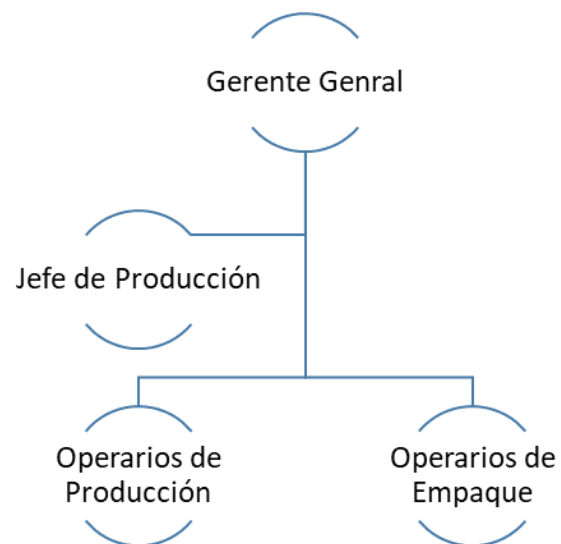 Gerente Genral
Jefe de Producción
Operarios de
Producción
Operarios de
Empaque